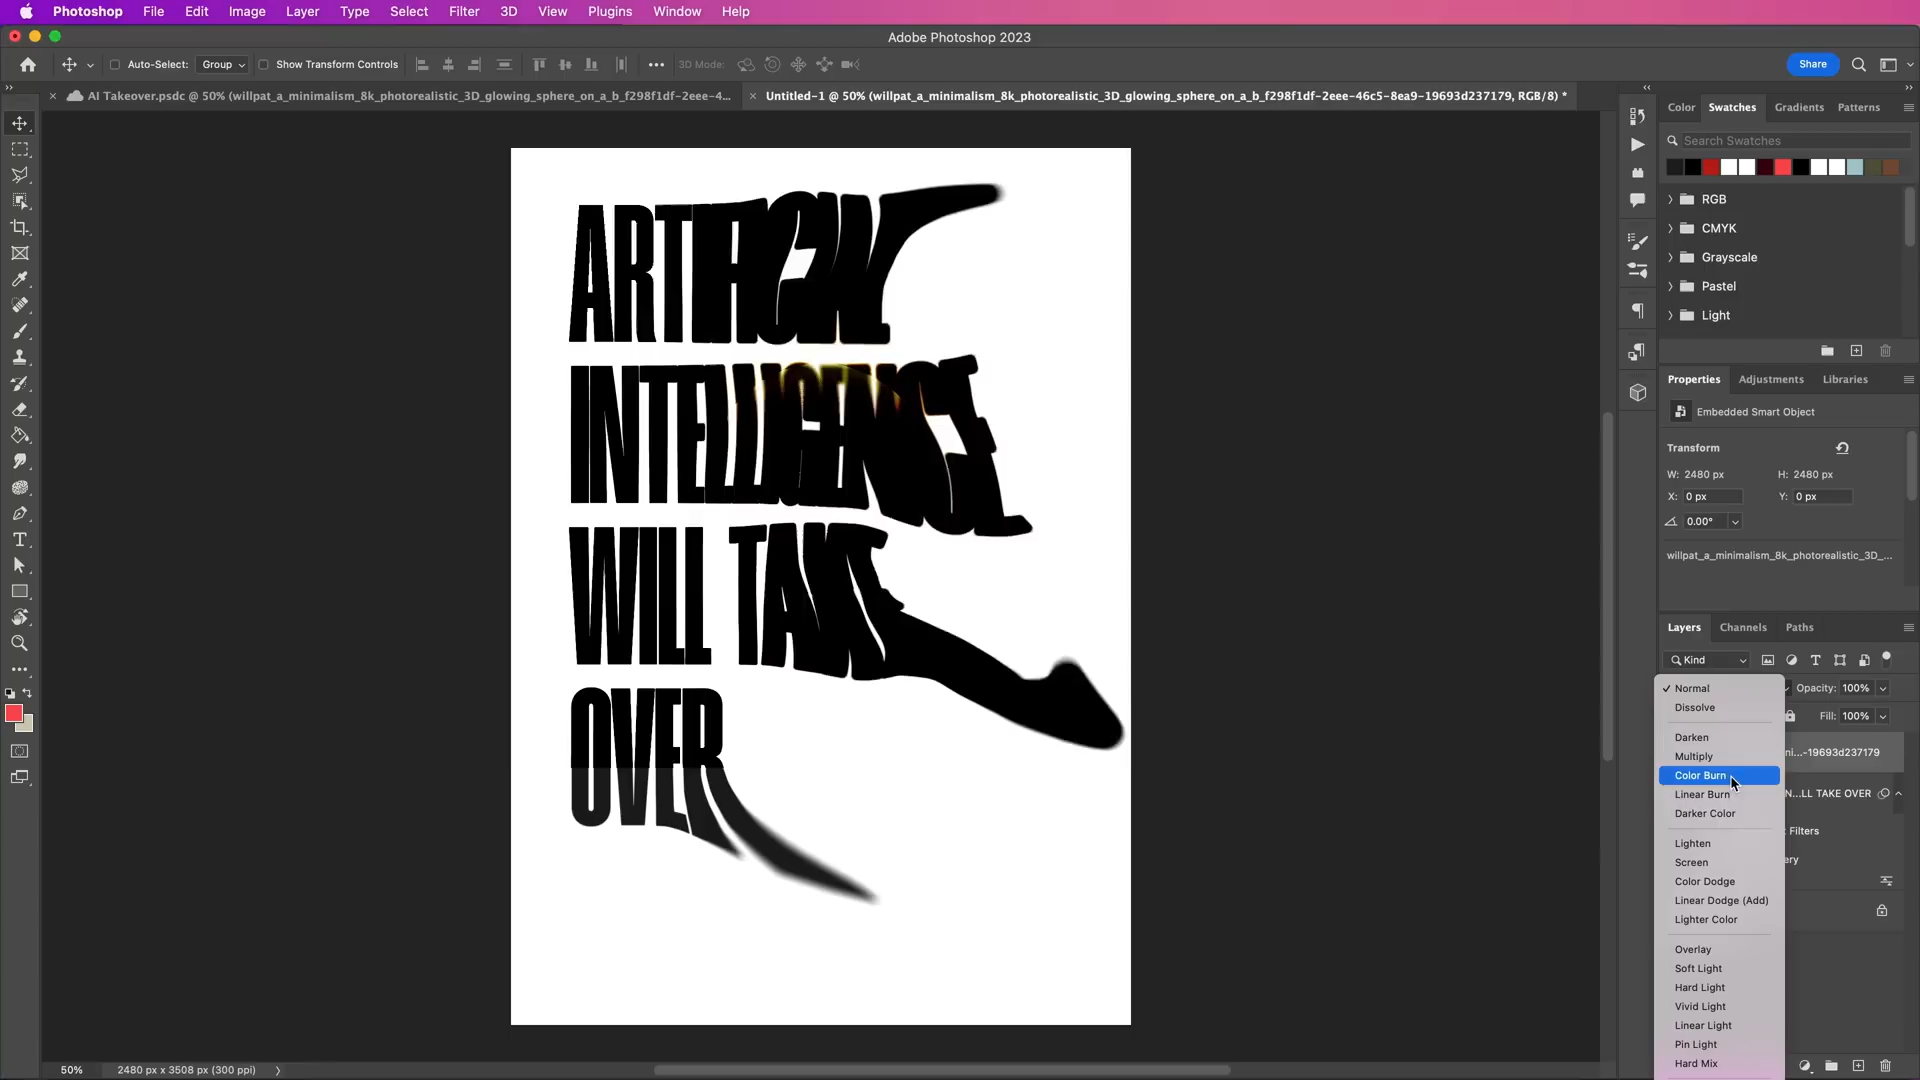 Photoshop File Edit Image Layer Type Select Filter 3D View Plugins Window Help
Adobe Photoshop 2023
Auto-Select: Group Show Transform Controls 3D Mode: Share
AI Takeover.psdc @ 50% (willpat_a_minimalism_8k_photorealistic_3D_glowing_sphere_on_a_b_f298f1df-2eee-4...
Untitled-1 @ 50% (willpat_a_minimalism_8k_photorealistic_3D_glowing_sphere_on_a_b_f298f1df-2eee-46c5-8ea9-19693d237179, RGB/8) *
Color Swatches Gradients Patterns
Search Swatches
RGB
CMYK
Grayscale
Pastel
Light
Properties Adjustments Libraries
Embedded Smart Object
Transform
W: 2480 px H: 2480 px
X: 0 px Y: 0 px
0.00°
willpat_a_minimalism_8k_photorealistic_3D_...
Layers Channels Paths
Kind
Normal
Opacity: 100%
Dissolve
Fill: 100%
Darken
ni...-19693d237179
Multiply
Color Burn
Linear Burn
N...LL TAKE OVER
Darker Color
Filters
Lighten
Screen
ery
Color Dodge
Linear Dodge (Add)
Lighter Color
Overlay
Soft Light
Hard Light
Vivid Light
Linear Light
Pin Light
Hard Mix
ARTIFICIAL
INTELLIGENCE
WILL TAKE
OVER
50% 2480 px x 3508 px (300 ppi)